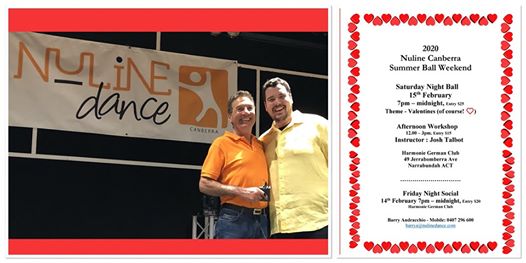 NULINE
dance
CANBERRA
2020
Nuline Canberra
Summer Ball Weekend
Saturday Night Ball
15th February
7pm – midnight, Entry $25
Theme - Valentines (of course! ♡)
Afternoon Workshop
12.00 – 3pm, Entry $15
Instructor : Josh Talbot
Harmonie German Club
49 Jerrabomberra Ave
Narrabundah ACT
Friday Night Social
14th February 7pm – midnight, Entry $20
Harmonie German Club
Barry Andracchio - Mobile: 0407 296 600
barry@nulinedance.com